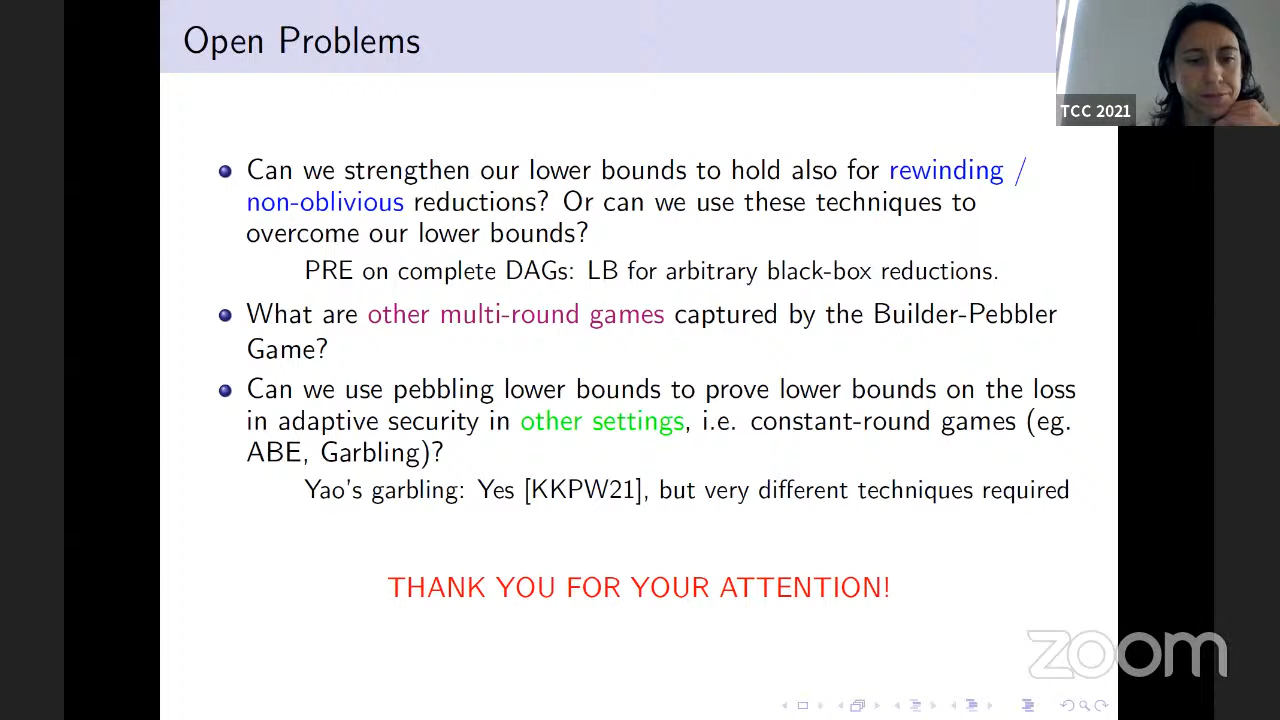 Open Problems
TCC 2021
Can we strengthen our lower bounds to hold also for rewinding /
non-oblivious reductions? Or can we use these techniques to
overcome our lower bounds?
PRE on complete DAGs: LB for arbitrary black-box reductions.
What are other multi-round games captured by the Builder-Pebbler
Game?
Can we use pebbling lower bounds to prove lower bounds on the loss
in adaptive security in other settings, i.e. constant-round games (eg.
ABE, Garbling)?
Yao's garbling: Yes [KKPW21], but very different techniques required
THANK YOU FOR YOUR ATTENTION!
zoom